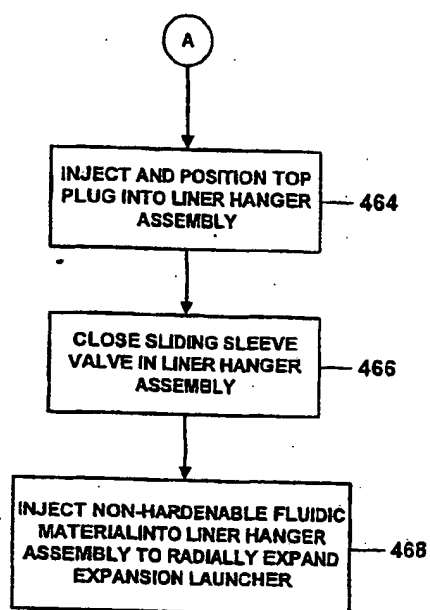 A
INJECT AND POSITION TOP
PLUG INTO LINER HANGER
ASSEMBLY
464
CLOSE SLIDING SLEEVE
VALVE IN LINER HANGER
ASSEMBLY
466
INJECT NON-HARDENABLE FLUIDIC
MATERIALINTO LINER HANGER
ASSEMBLY TO RADIALLY EXPAND
EXPANSION LAUNCHER
468